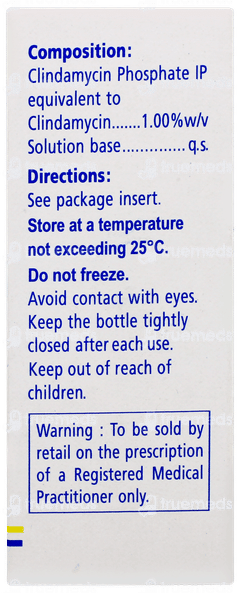 Composition:
Clindamycin Phosphate IP
equivalent to
Clindamycin.......1.00%w/v
Solution base.............. q.s.
Directions:
See package insert.
Store at a temperature
not exceeding 25°C.
Do not freeze.
Avoid contact with eyes.
Keep the bottle tightly
closed after each use.
Keep out of reach of
children.
Warning : To be sold by
retail on the prescription
of a Registered Medical
Practitioner only.